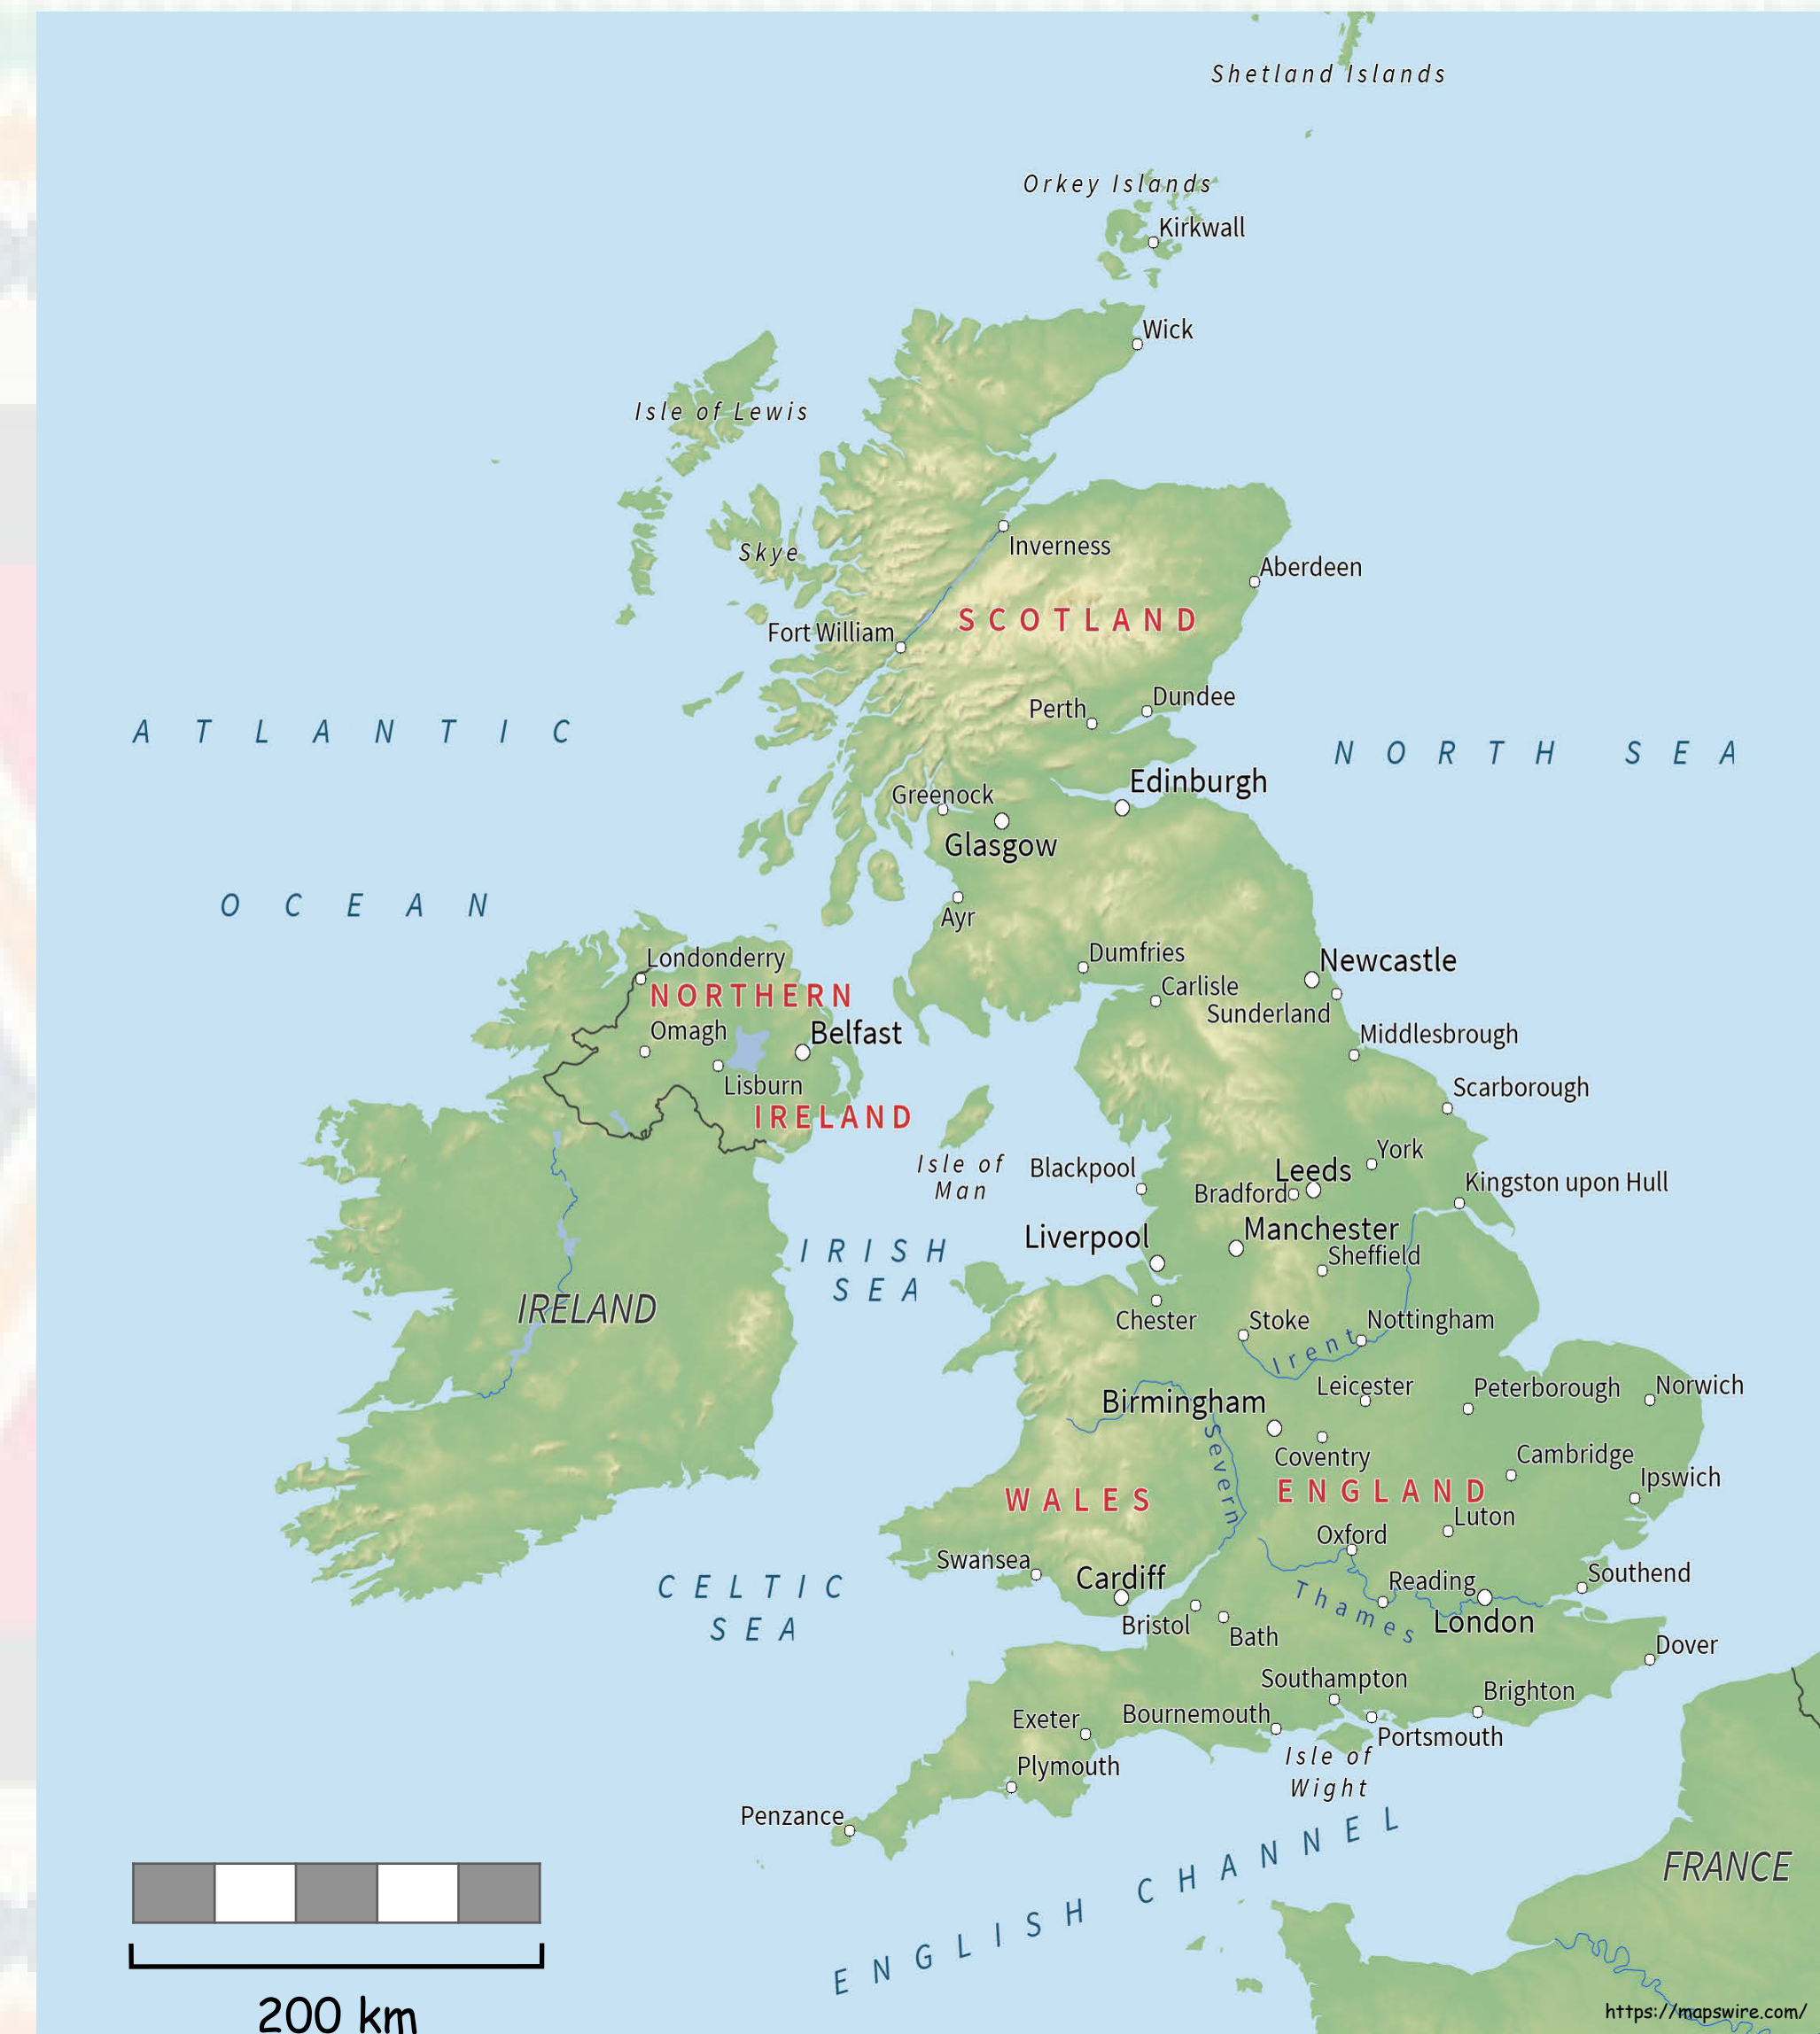 Shetland Islands
Orkey Islands
Kirkwall
Wick
Isle of Lewis
Skye
Inverness
Aberdeen
SCOTLAND
Fort William
Perth
Dundee
ATLANTIC
OCEAN
NORTH SEA
Edinburgh
Greenock
Glasgow
Ayr
Dumfries
Newcastle
Carlisle
Sunderland
Londonderry
NORTHERN
IRELAND
Omagh
Belfast
Lisburn
Middlesbrough
Scarborough
Isle of
Man
Blackpool
York
Leeds
Bradford
Kingston upon Hull
IRISH
SEA
Liverpool
Manchester
Sheffield
IRELAND
Chester
Stoke
Nottingham
Irent
Leicester
Peterborough
Norwich
Birmingham
Coventry
Severn
Cambridge
Ipswich
WALES
ENGLAND
Luton
Oxford
Swansea
Cardiff
CELTIC
SEA
Reading
Southend
Thames
London
Bristol
Bath
Dover
Southampton
Brighton
Bournemouth
Portsmouth
Exeter
Isle of
Wight
Plymouth
Penzance
ENGLISH CHANNEL
FRANCE
200 km
https://mapswire.com/